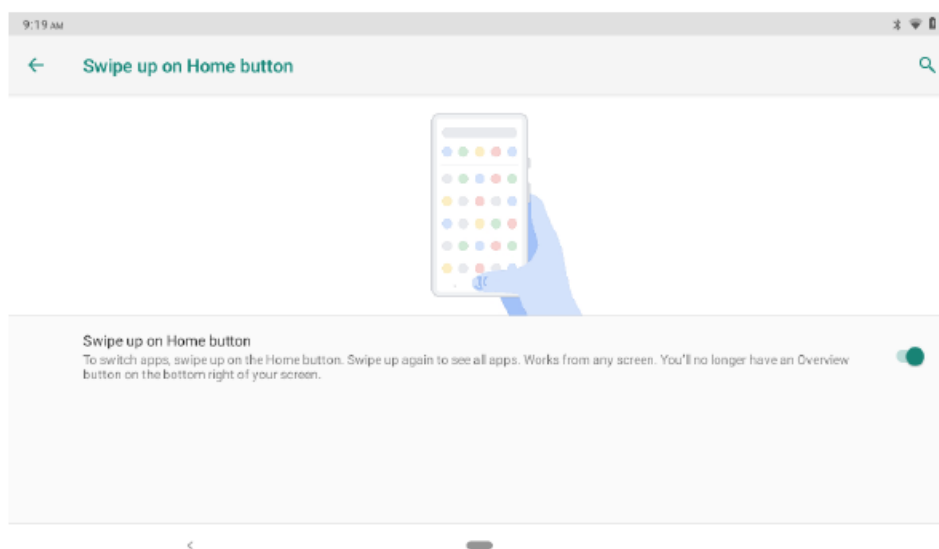 9:19 AM
Swipe up on Home button
Swipe up on Home button
To switch apps, swipe up on the Home button. Swipe up again to see all apps. Works from any screen. You'll no longer have an Overview
button on the bottom right of your screen.